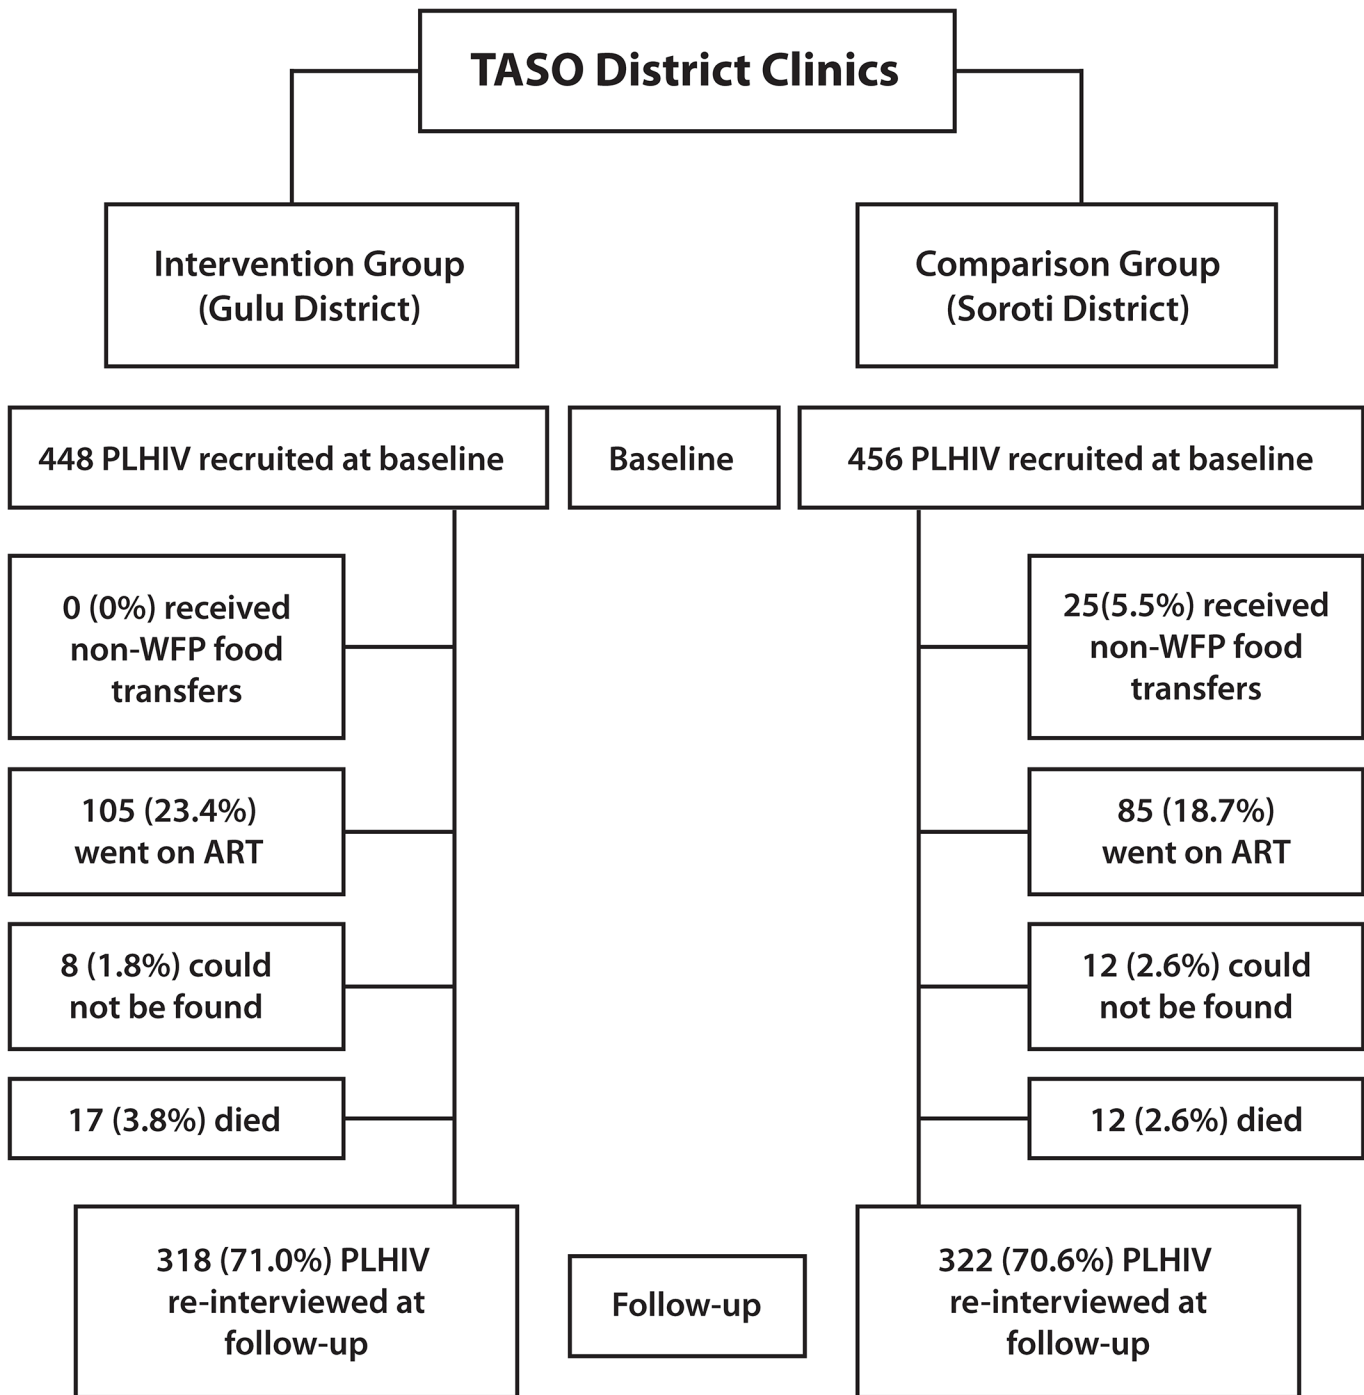 TASO District Clinics
Intervention Group
(Gulu District)
Comparison Group
(Soroti District)
448 PLHIV recruited at baseline
Baseline
456 PLHIV recruited at baseline
0 (0%) received
non-WFP food
transfers
25(5.5%) received
non-WFP food
transfers
105 (23.4%)
went on ART
85 (18.7%)
went on ART
8 (1.8%) could
not be found
12 (2.6%) could
not be found
17 (3.8%) died
12 (2.6%) died
318 (71.0%) PLHIV
re-interviewed at
follow-up
Follow-up
322 (70.6%) PLHIV
re-interviewed at
follow-up